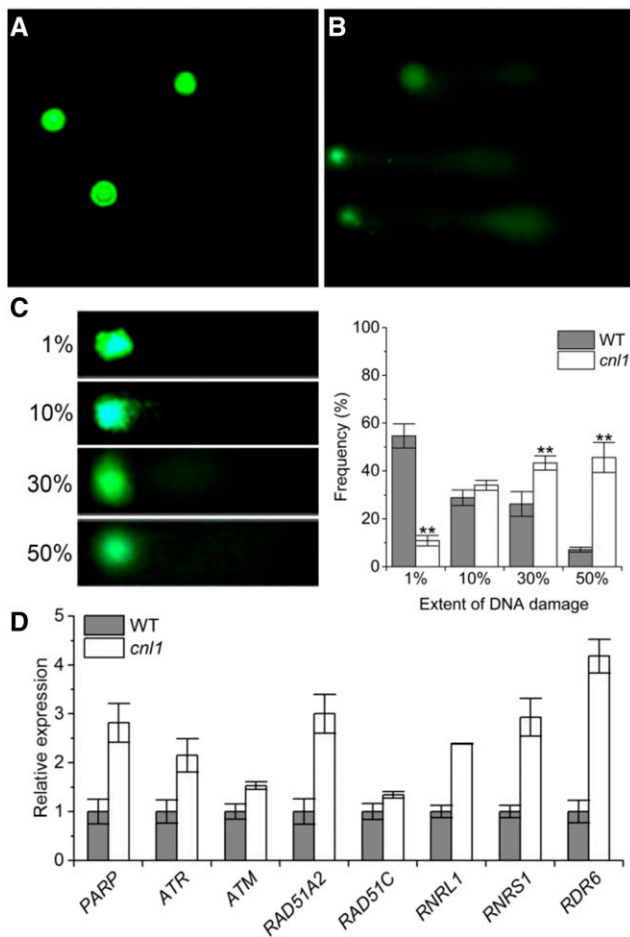 A
B
C
1%
10%
30%
50%
100
80
60
40
20
0
Frequency (%)
WT
cnl1
**
**
**
1% 10% 30% 50%
Extent of DNA damage
D
5
4
3
2
1
0
Relative expression
WT
cnl1
PARP
ATR
ATM
RAD51A2
RAD51C
RNRL1
RNRS1
RDR6